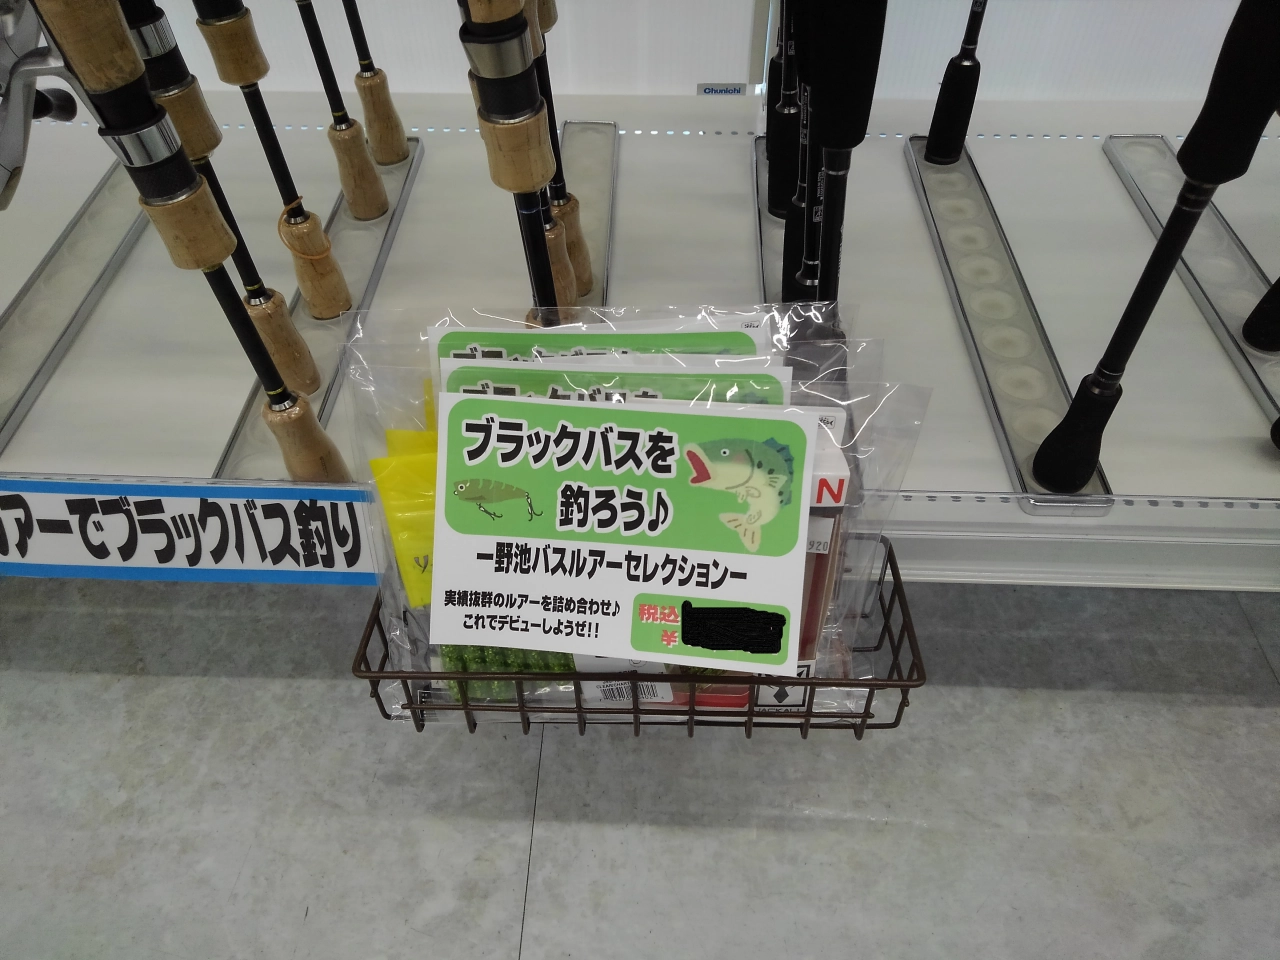 Chunichi
ブラックバスを
釣ろう♪
N
920
ー野池バスルアーセレクションー
実績抜群のルアーを詰め合わせ♪
これでデビューしようぜ!!
税込
アーでブラックバス釣り
JACKALL